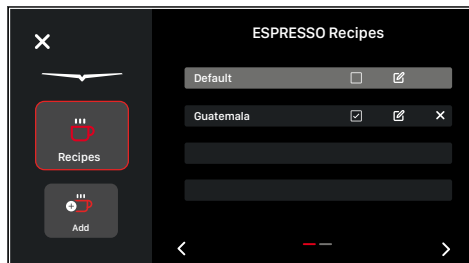 ESPRESSO Recipes
Default
Guatemala
Recipes
Add